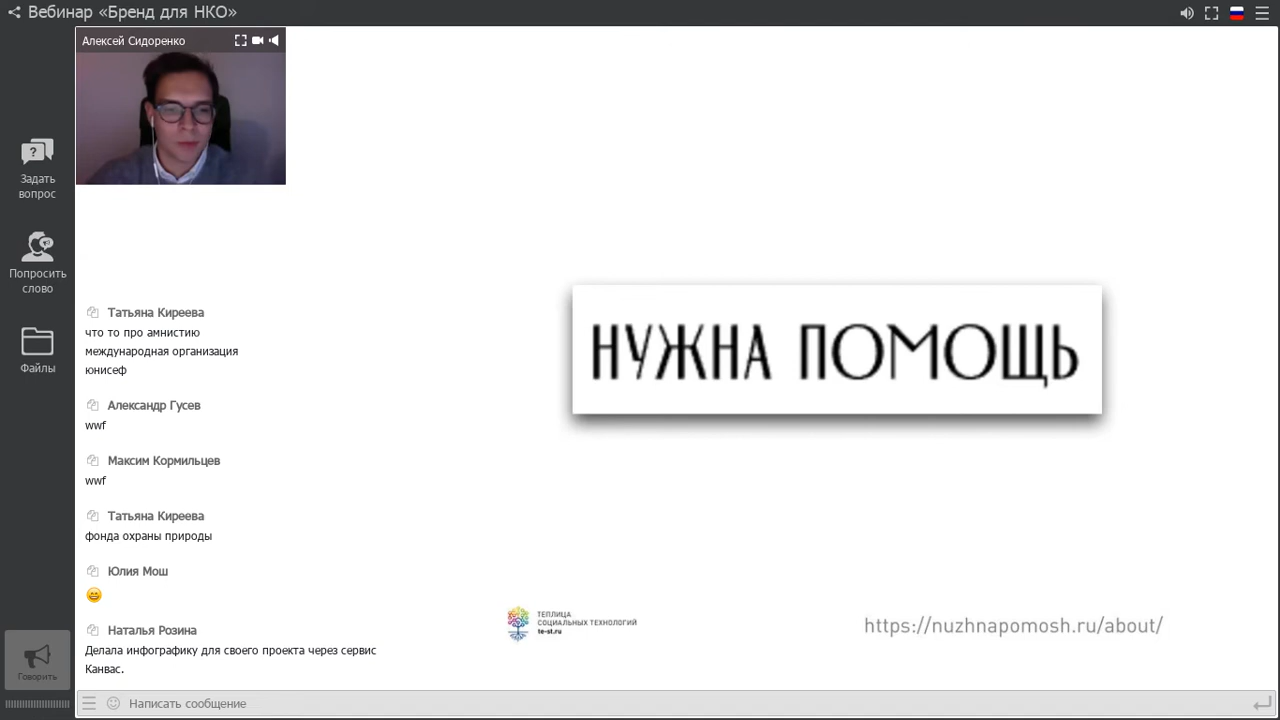 Вебинар «Бренд для НКО»
Алексей Сидоренко
Задать
вопрос
Попросить
слово
Файлы
Говорить
Татьяна Киреева
что то про амнистию
международная организация
юнисеф
Александр Гусев
wwf
Максим Кормильцев
wwf
Татьяна Киреева
фонда охраны природы
Юлия Мош
Наталья Розина
Делала инфографику для своего проекта через сервис
Канвас.
Написать сообщение
НУЖНА ПОМОЩЬ
ТЕПЛИЦА
СОЦИАЛЬНЫХ ТЕХНОЛОГИЙ
te-st.ru
https://nuzhnapomosh.ru/about/